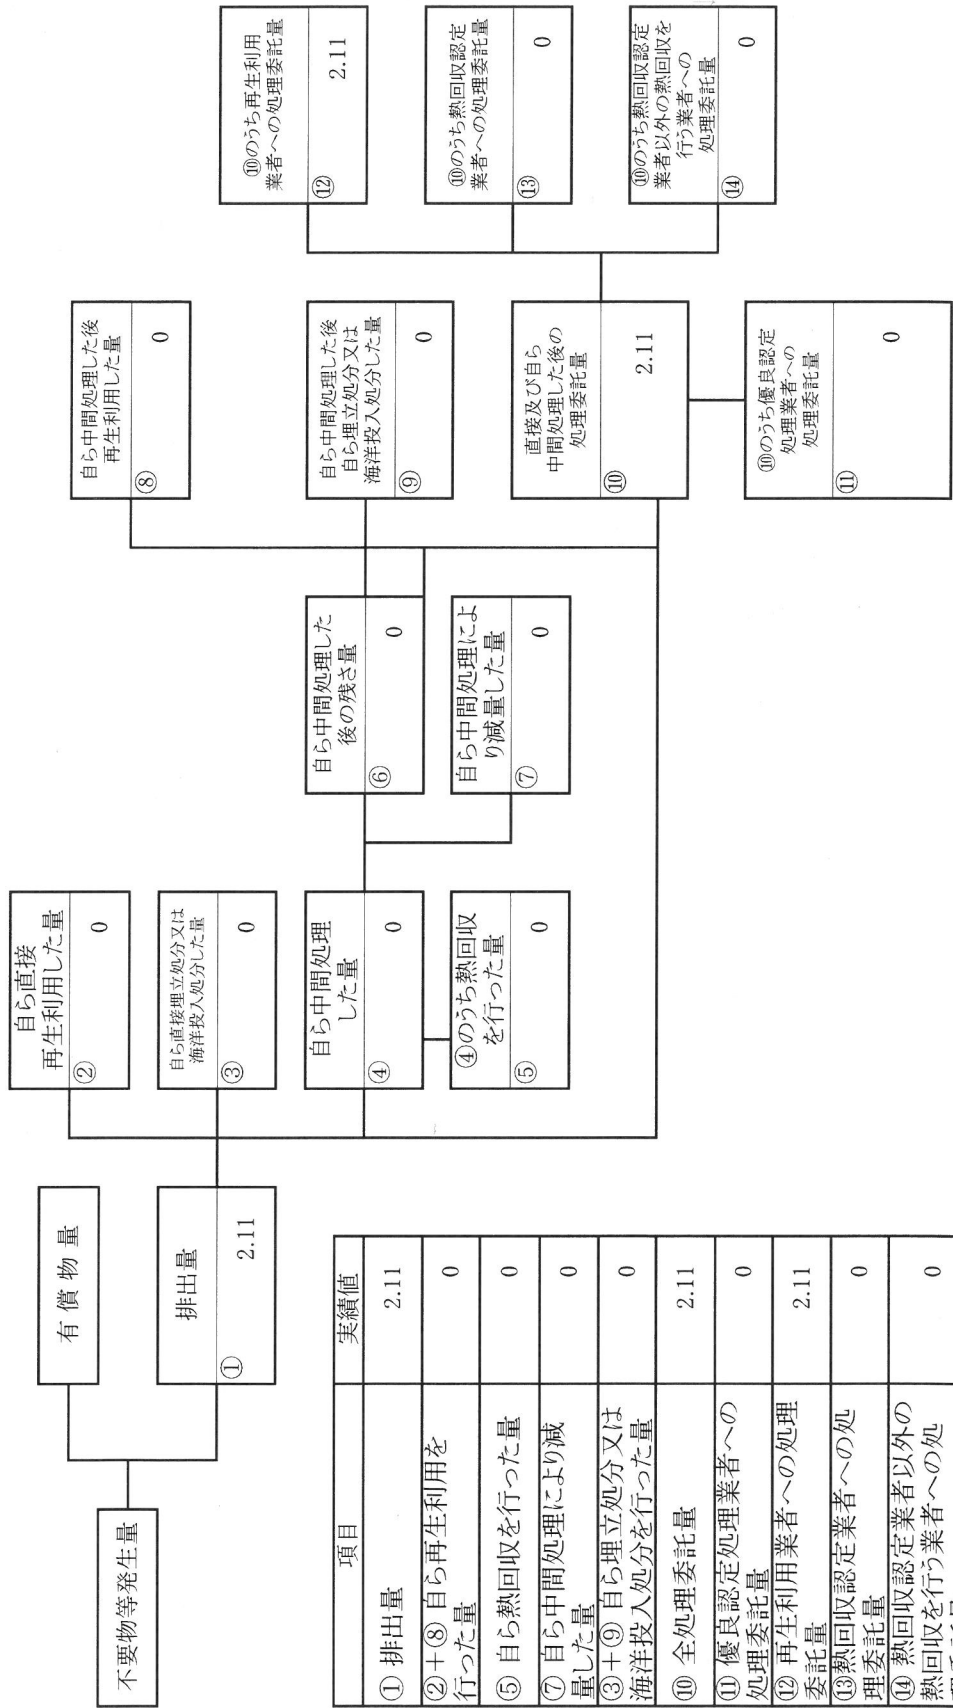 不要物等発生量
有償物量
排出量
① 2.11
自ら直接
再生利用した量
② 0
自ら直接埋立処分又は
海洋投入処分した量
③ 0
自ら中間処理
した量
④ 0
④のうち熱回収
を行った量
⑤ 0
自ら中間処理した
後の残さ量
⑥ 0
自ら中間処理によ
り減量した量
⑦ 0
自ら中間処理した後
再生利用した量
⑧ 0
自ら中間処理した後
自ら埋立処分又は
海洋投入処分した量
⑨ 0
直接及び自ら
中間処理した後の
処理委託量
⑩ 2.11
⑩のうち優良認定
処理業者への
処理委託量
⑪ 0
⑩のうち再生利用
業者への処理委託量
⑫ 2.11
⑩のうち熱回収認定
業者への処理委託量
⑬ 0
⑩のうち熱回収認定
業者以外の熱回収を
行う業者への
処理委託量
⑭ 0
項目 実績値
① 排出量 2.11
②+⑧ 自ら再生利用を
行った量 0
⑤ 自ら熱回収を行った量 0
⑦ 自ら中間処理により減
量した量 0
③+⑨ 自ら埋立処分又は
海洋投入処分を行った量 0
⑩ 全処理委託量 2.11
⑪ 優良認定処理業者への
処理委託量 0
⑫ 再生利用業者への処理
委託量 2.11
⑬熱回収認定業者への処
理委託量 0
⑭ 熱回収認定業者以外の
熱回収を行う業者への処 0